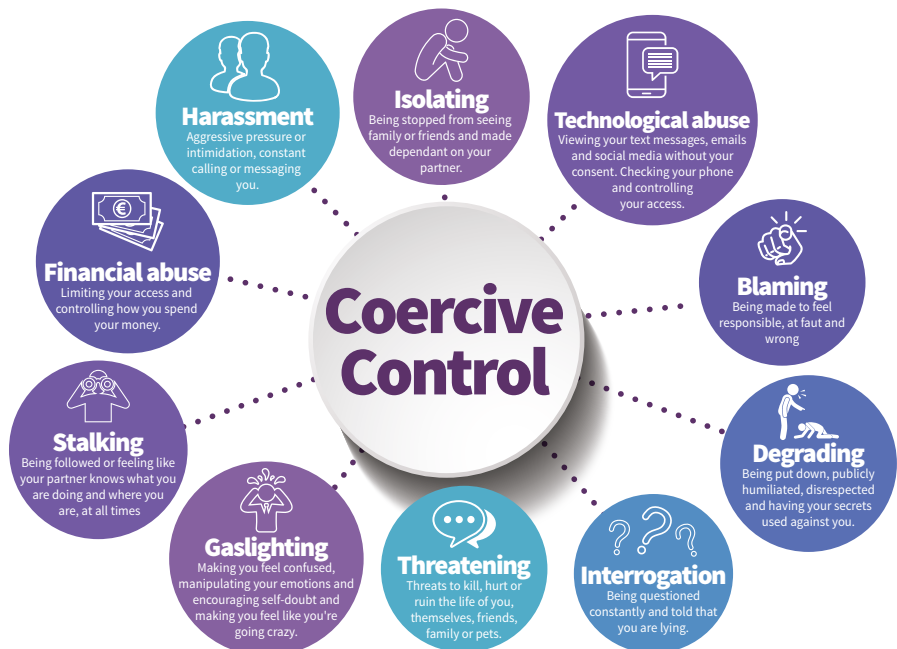 Harassment
Aggressive pressure or
intimidation, constant
calling or messaging
you.
Isolating
Being stopped from seeing
family or friends and made
dependant on your
partner.
Technological abuse
Viewing your text messages, emails
and social media without your
consent. Checking your phone
and controlling
your access.
Financial abuse
Limiting your access and
controlling how you spend
your money.
Coercive
Control
Blaming
Being made to feel
responsible, at faut and
wrong
Stalking
Being followed or feeling like
your partner knows what you
are doing and where you
are, at all times
Degrading
Being put down, publicly
humiliated, disrespected
and having your secrets
used against you.
Gaslighting
Making you feel confused,
manipulating your emotions and
encouraging self-doubt and
making you feel like you're
going crazy.
Threatening
Threats to kill, hurt or
ruin the life of you,
themselves, friends,
family or pets.
Interrogation
Being questioned
constantly and told that
you are lying.